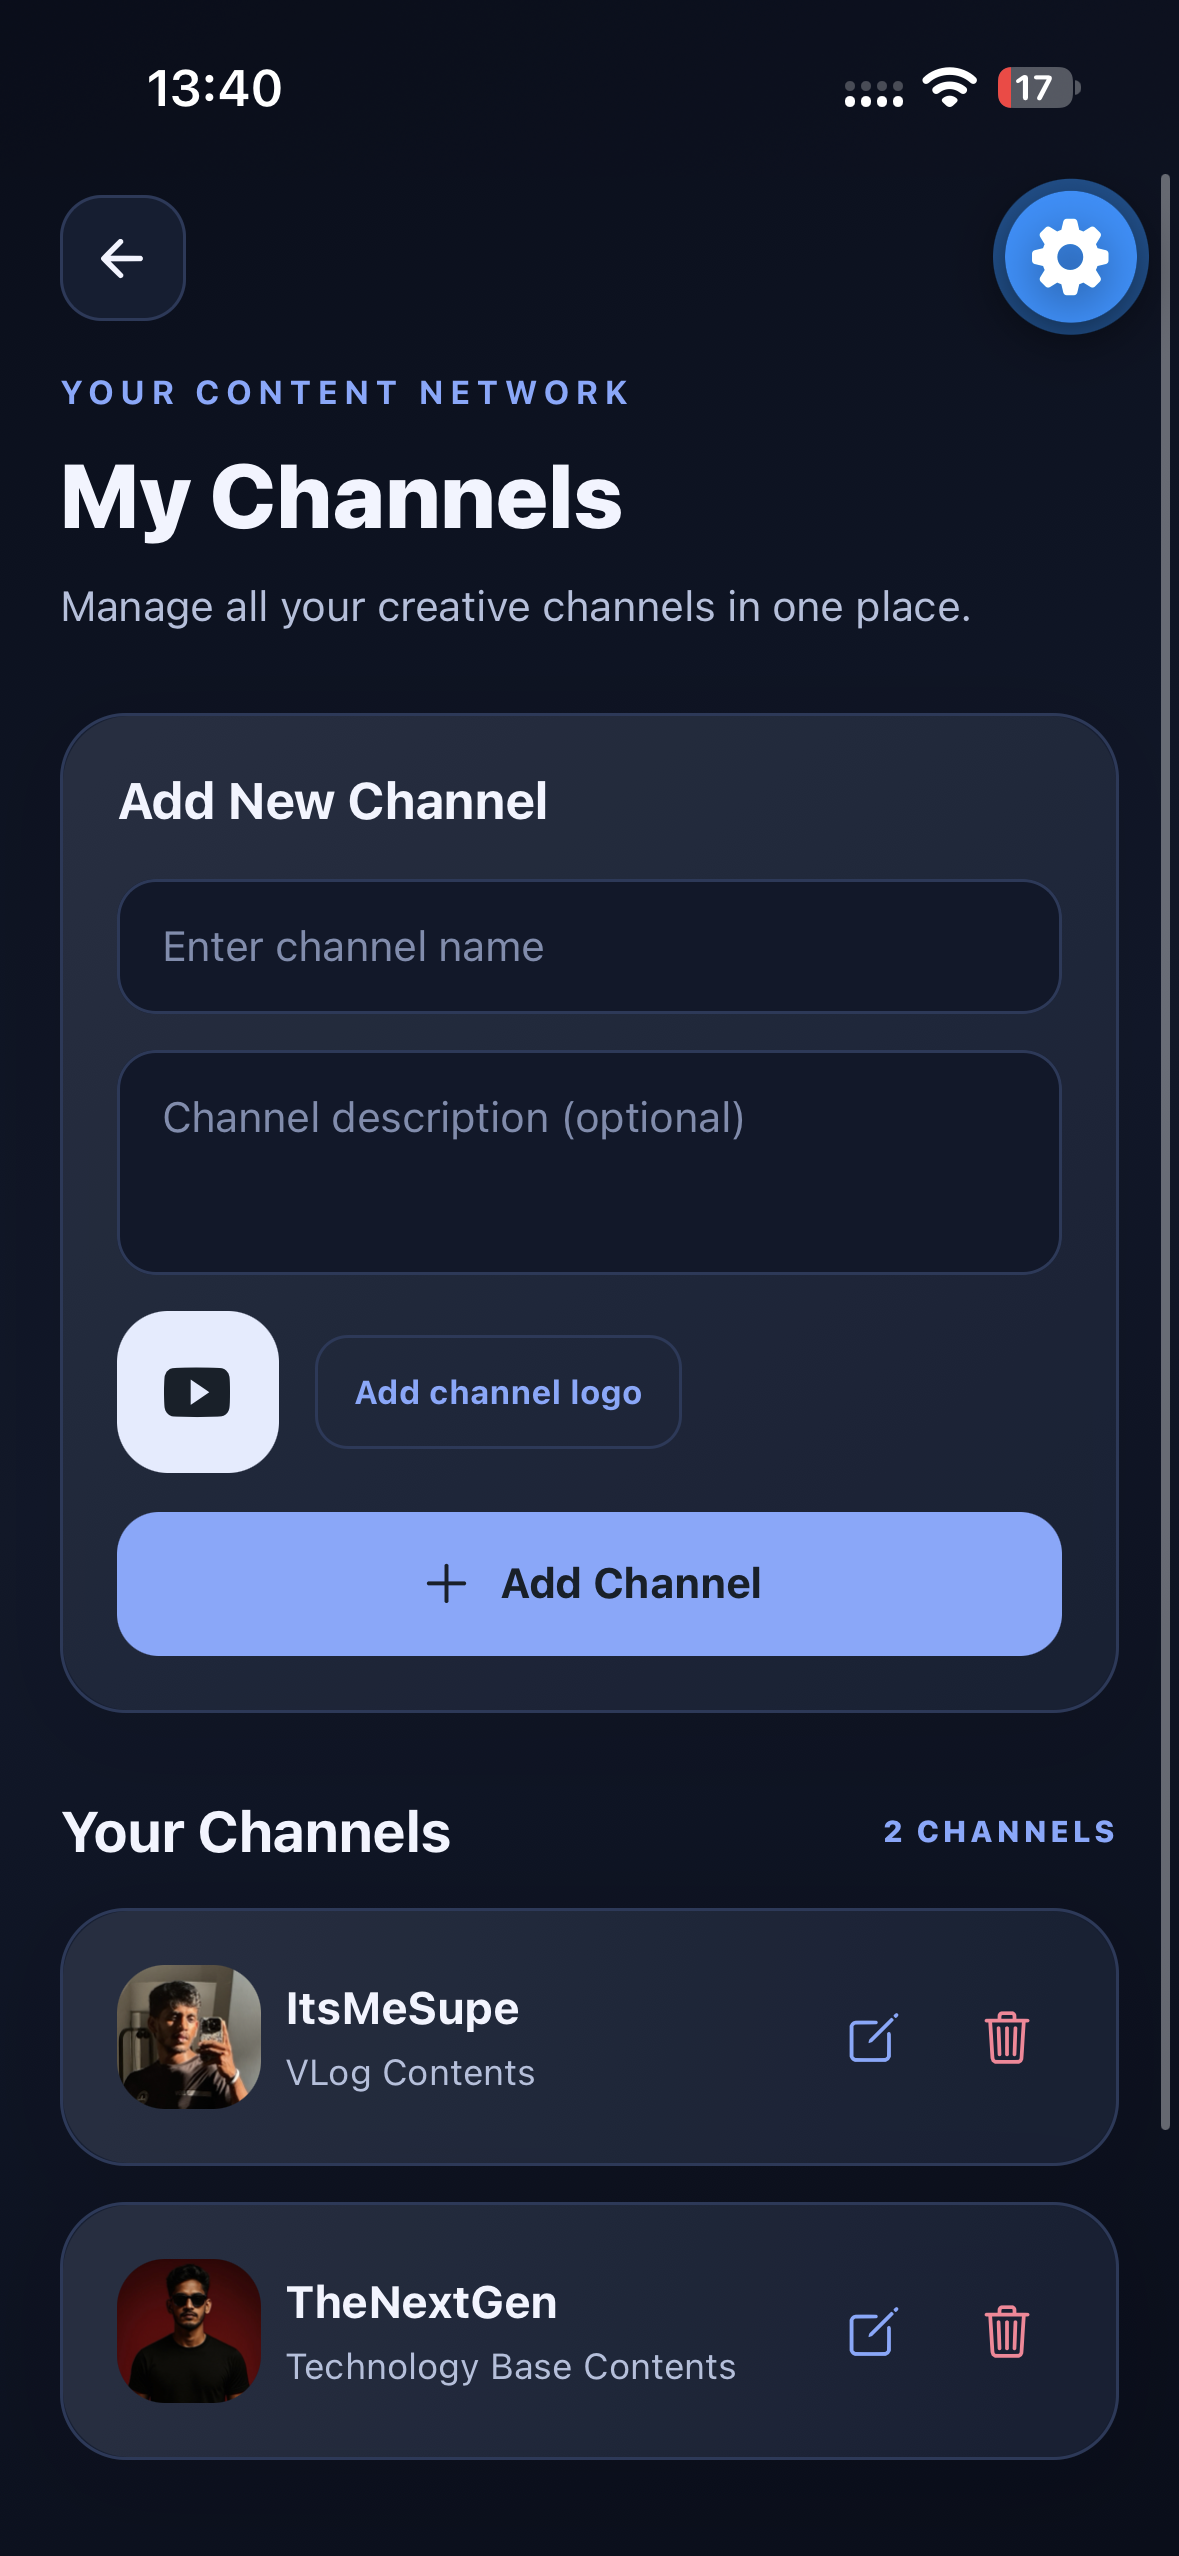 13:40
17
YOUR CONTENT NETWORK
My Channels
Manage all your creative channels in one place.
Add New Channel
Enter channel name
Channel description (optional)
Add channel logo
Add Channel
Your Channels
2 CHANNELS
ItsMeSupe
VLog Contents
TheNextGen
Technology Base Contents